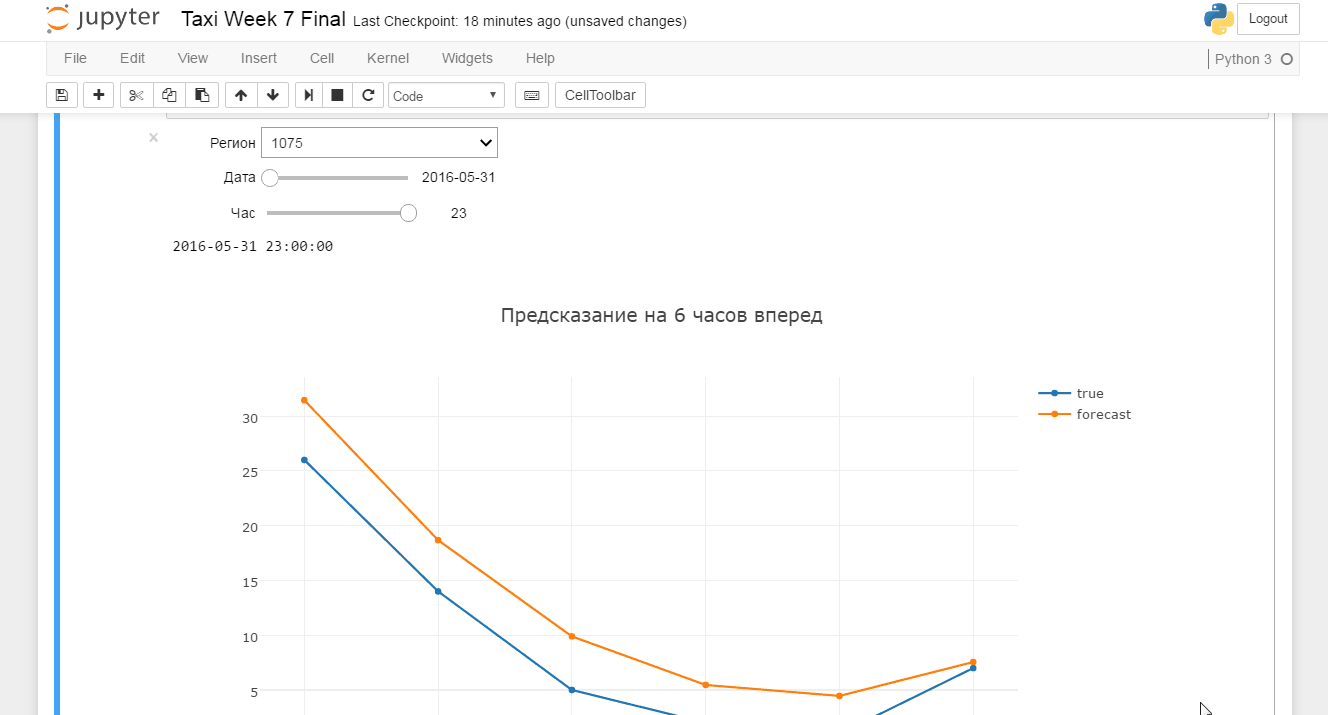 jupyter Taxi Week 7 Final Last Checkpoint: 18 minutes ago (unsaved changes) Logout
File Edit View Insert Cell Kernel Widgets Help Python 3
Code CellToolbar
Регион 1075
Дата 2016-05-31
Час 23
2016-05-31 23:00:00
Предсказание на 6 часов вперед
true
forecast
30
25
20
15
10
5